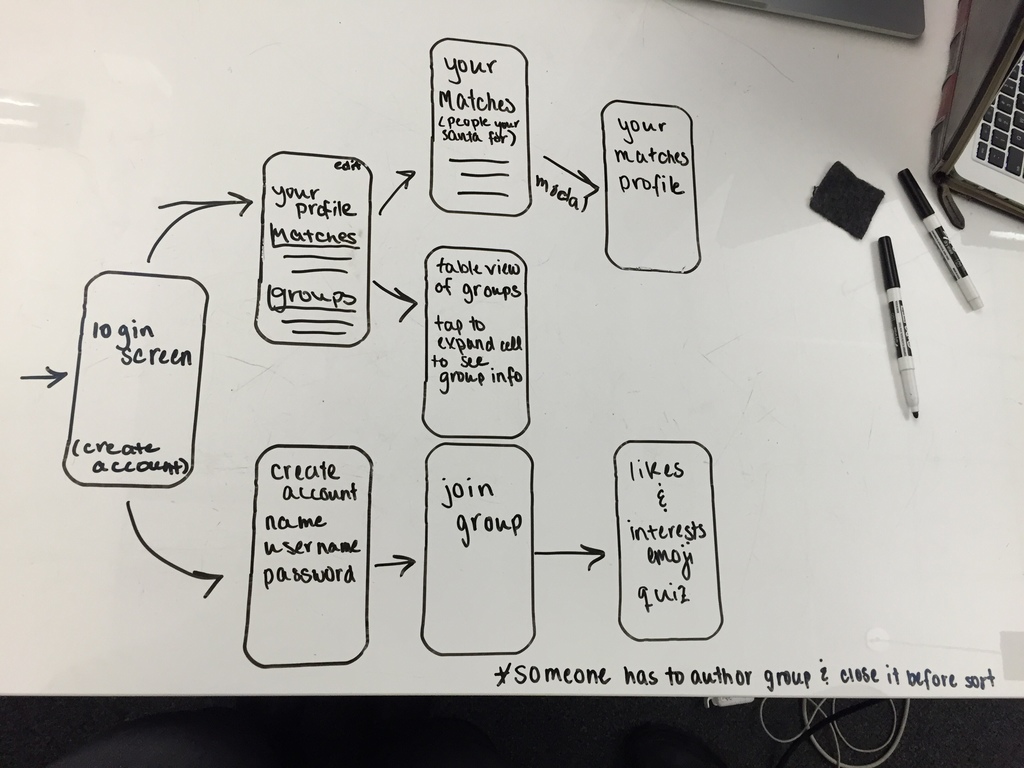 login
screen
(create
account)
edit
your
profile
Matches
groups
your
Matches
(people your
santa for)
modal
your
matches
profile
table view
of groups
tap to
expand cell
to see
group info
create
account
name
username
password
join
group
likes
&
interests
emoji
quiz
*someone has to author group & close it before sort